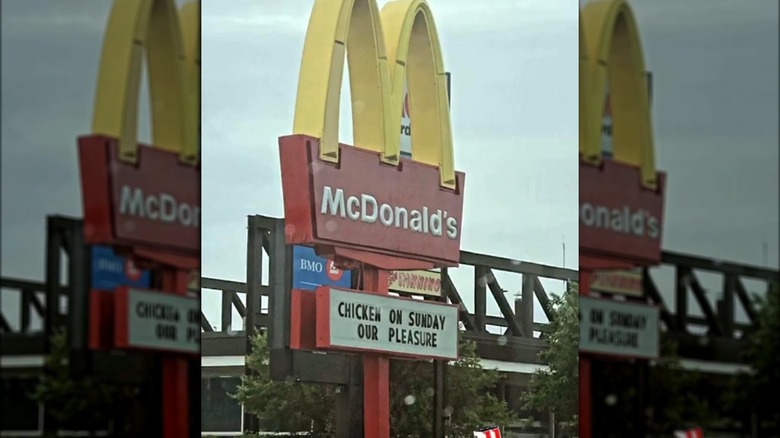 McDonald's
BMO
CHICKEN ON SUNDAY
OUR PLEASURE